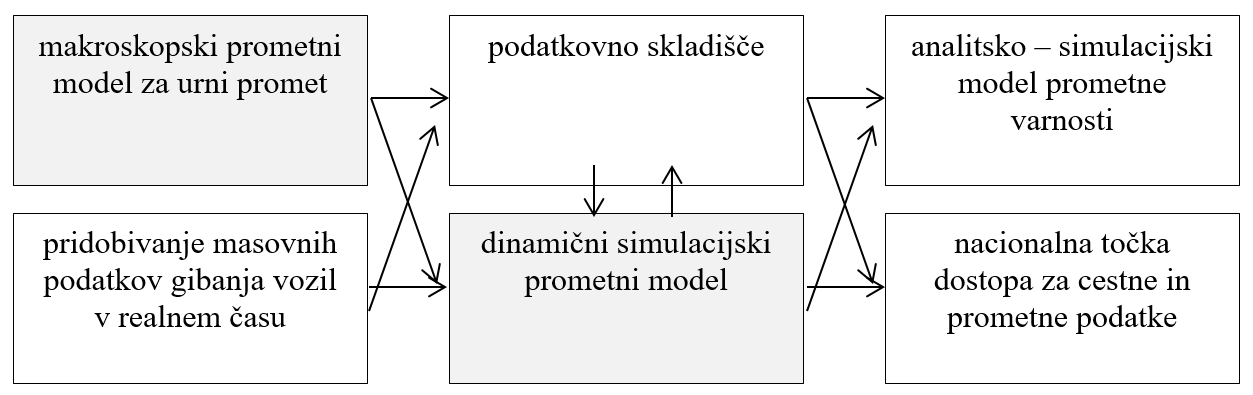 makroskopski prometni
model za urni promet
podatkovno skladišče
analitsko – simulacijski
model prometne
varnosti
pridobivanje masovnih
podatkov gibanja vozil
v realnem času
dinamični simulacijski
prometni model
nacionalna točka
dostopa za cestne in
prometne podatke